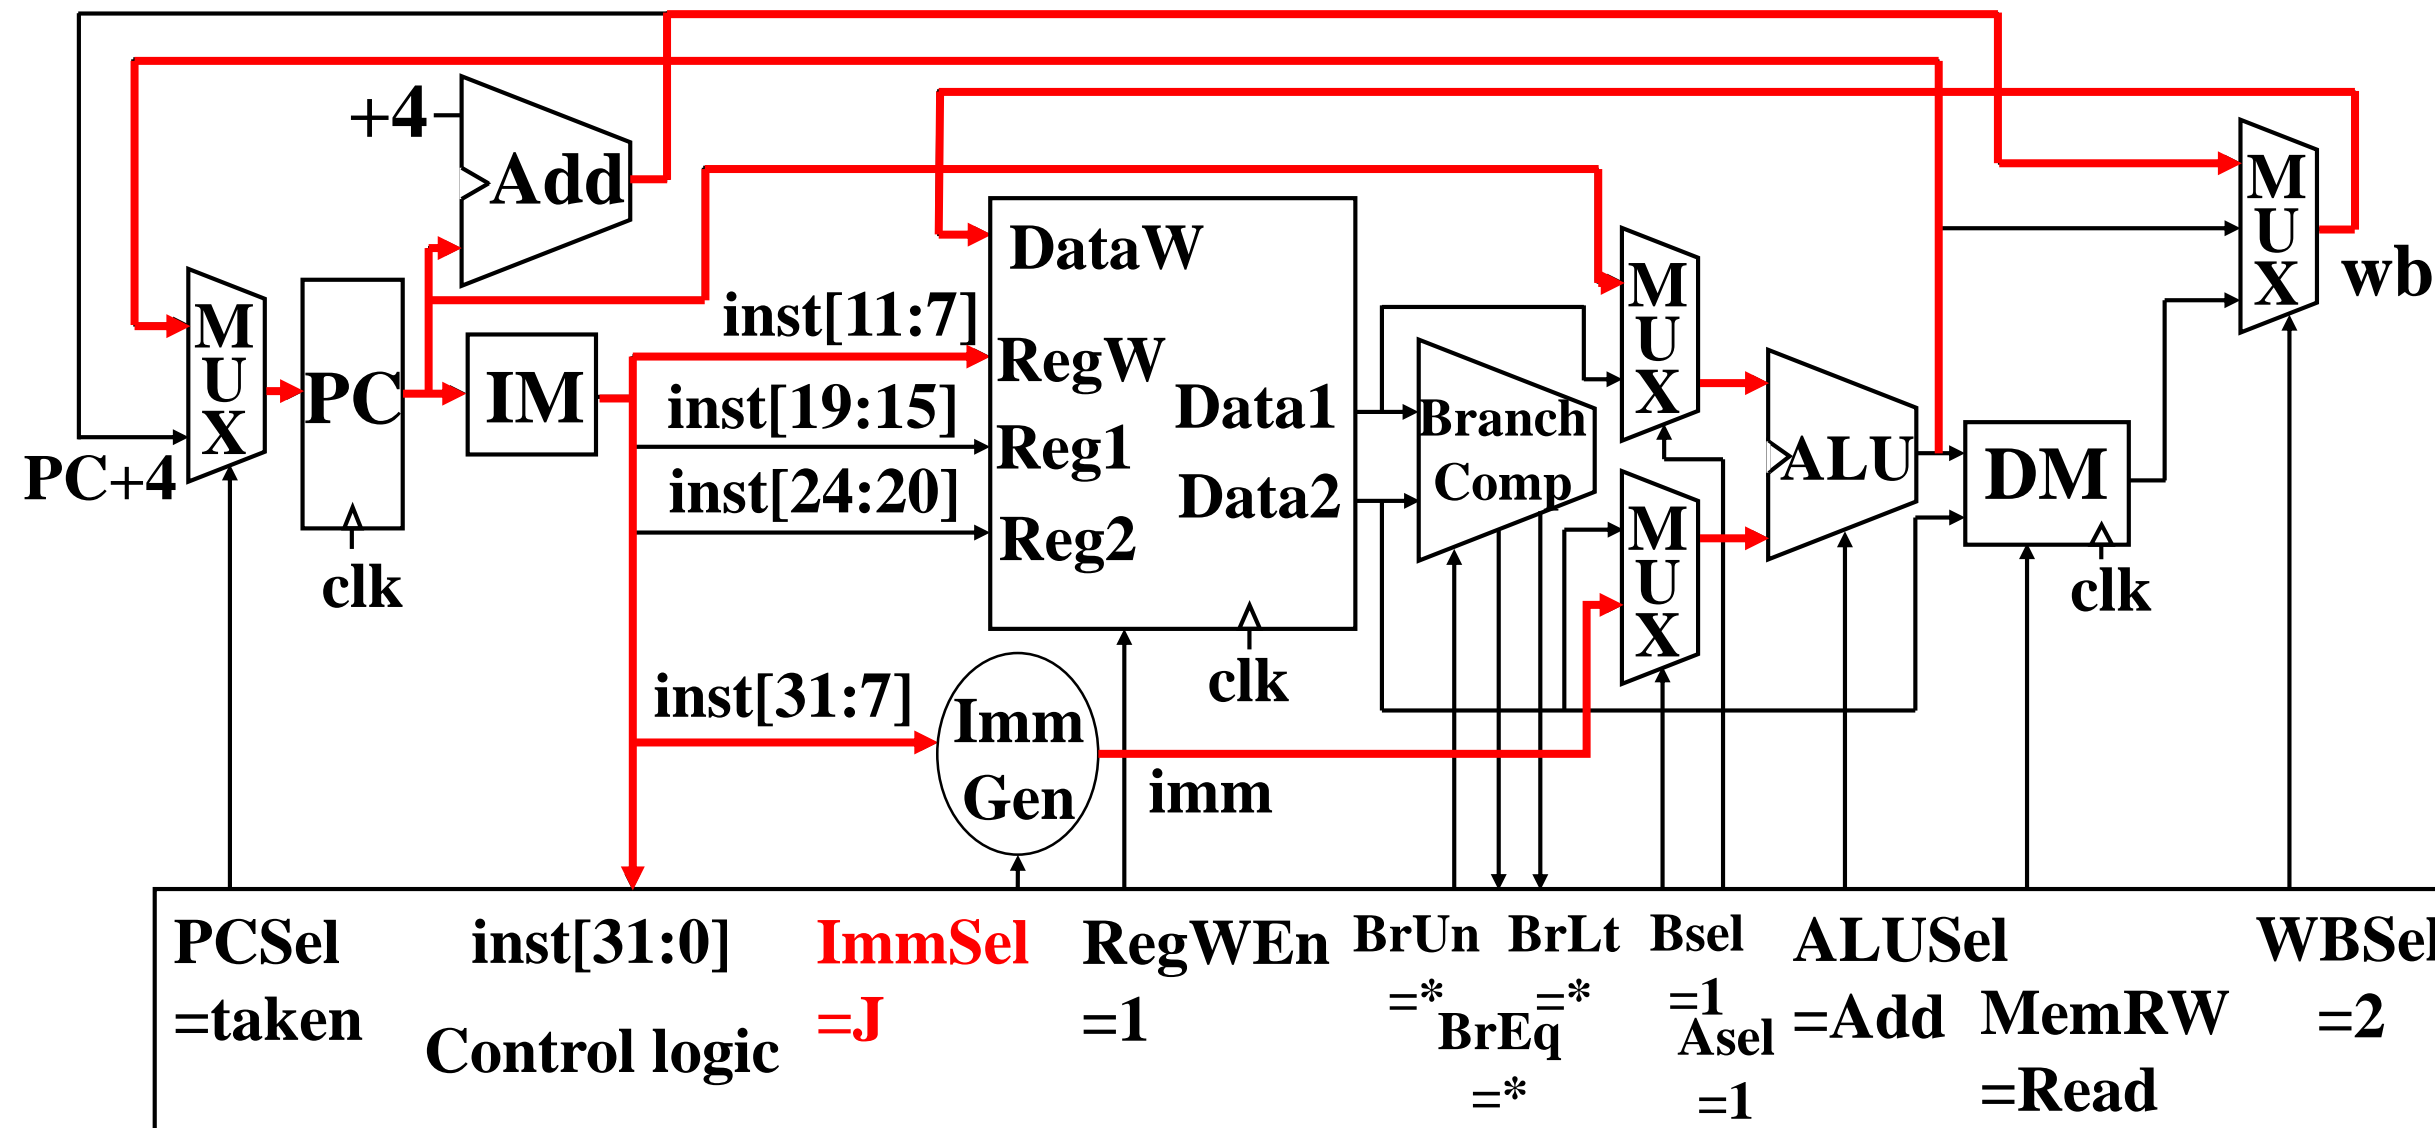 +4
Add
M
U
X
PC+4
PC
clk
IM
inst[11:7]
inst[19:15]
inst[24:20]
inst[31:7]
DataW
RegW
Reg1
Reg2
Data1
Data2
clk
Imm
Gen
imm
Branch
Comp
M
U
X
M
U
X
ALU
DM
clk
M
U
X
wb
PCSel
=taken
inst[31:0]
Control logic
ImmSel
=J
RegWEn
=1
BrUn
=*
BrLt
=*
BrEq
=*
Bsel
=1
Asel
=1
ALUSel
=Add
MemRW
=Read
WBSel
=2